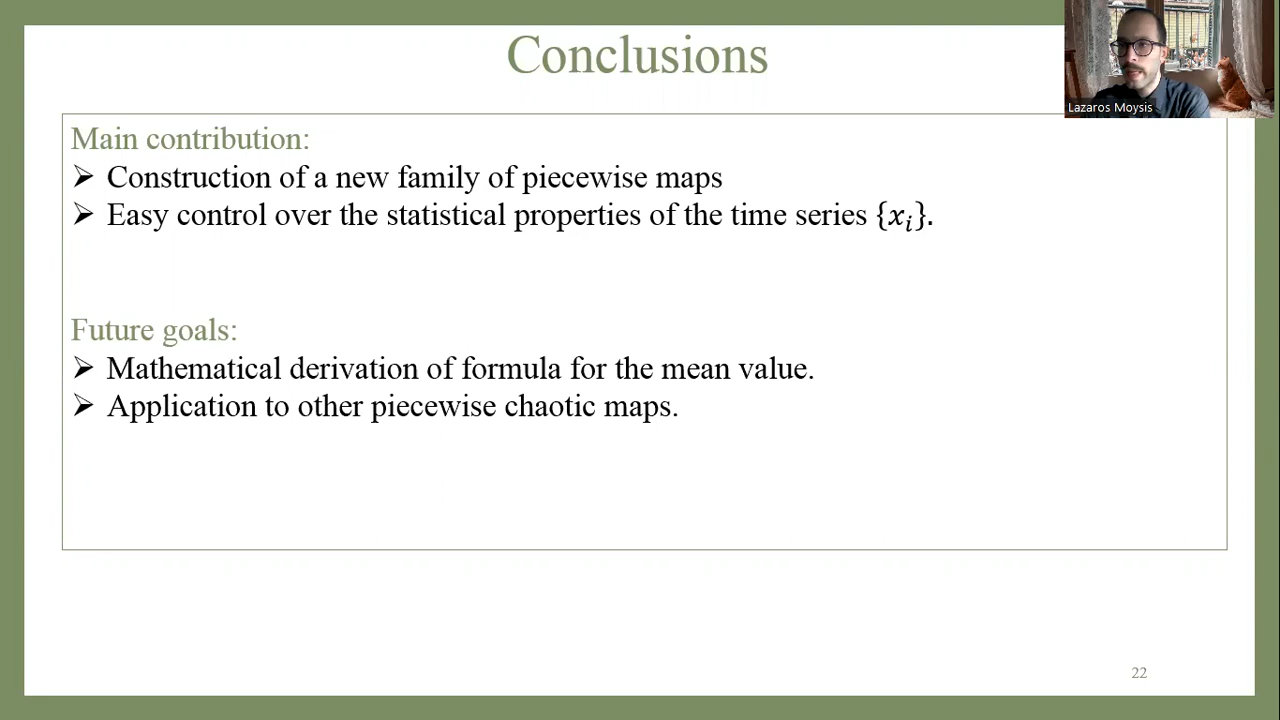 Conclusions
Lazaros Moysis
Main contribution:
➢ Construction of a new family of piecewise maps
➢ Easy control over the statistical properties of the time series {𝑥ᵢ}.
Future goals:
➢ Mathematical derivation of formula for the mean value.
➢ Application to other piecewise chaotic maps.
22